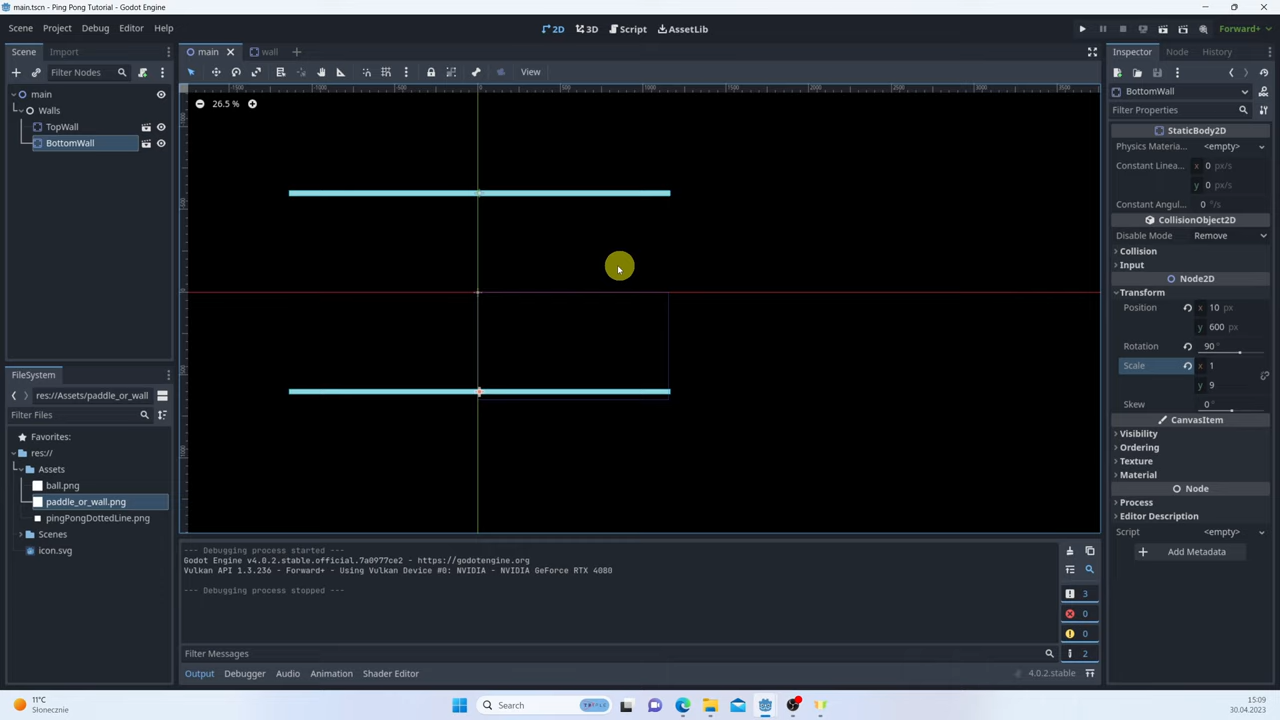 main.tscn - Ping Pong Tutorial - Godot Engine
Scene Project Debug Editor Help
2D 3D Script AssetLib
Forward+
Scene Import
main wall
Inspector Node History
Filter Nodes
View
main
Walls
TopWall
BottomWall
26.5 %
BottomWall
Filter Properties
StaticBody2D
Physics Materia... <empty>
Constant Linea... x 0 px/s
y 0 px/s
Constant Angul... 0 °/s
CollisionObject2D
Disable Mode Remove
Collision
Input
Node2D
Transform
Position x 10 px
y 600 px
Rotation 90 °
Scale x 1
y 9
Skew 0 °
CanvasItem
Visibility
Ordering
Texture
Material
Node
Process
Editor Description
Script <empty>
Add Metadata
FileSystem
res://Assets/paddle_or_wall
Filter Files
Favorites:
res://
Assets
ball.png
paddle_or_wall.png
pingPongDottedLine.png
Scenes
icon.svg
--- Debugging process started ---
Godot Engine v4.0.2.stable.official.7a0977ce2 - https://godotengine.org
Vulkan API 1.3.236 - Forward+ - Using Vulkan Device #0: NVIDIA - NVIDIA GeForce RTX 4080
--- Debugging process stopped ---
3
0
0
2
Filter Messages
Output Debugger Audio Animation Shader Editor
4.0.2.stable
11°C
Słonecznie
Search
15:09
30.04.2023